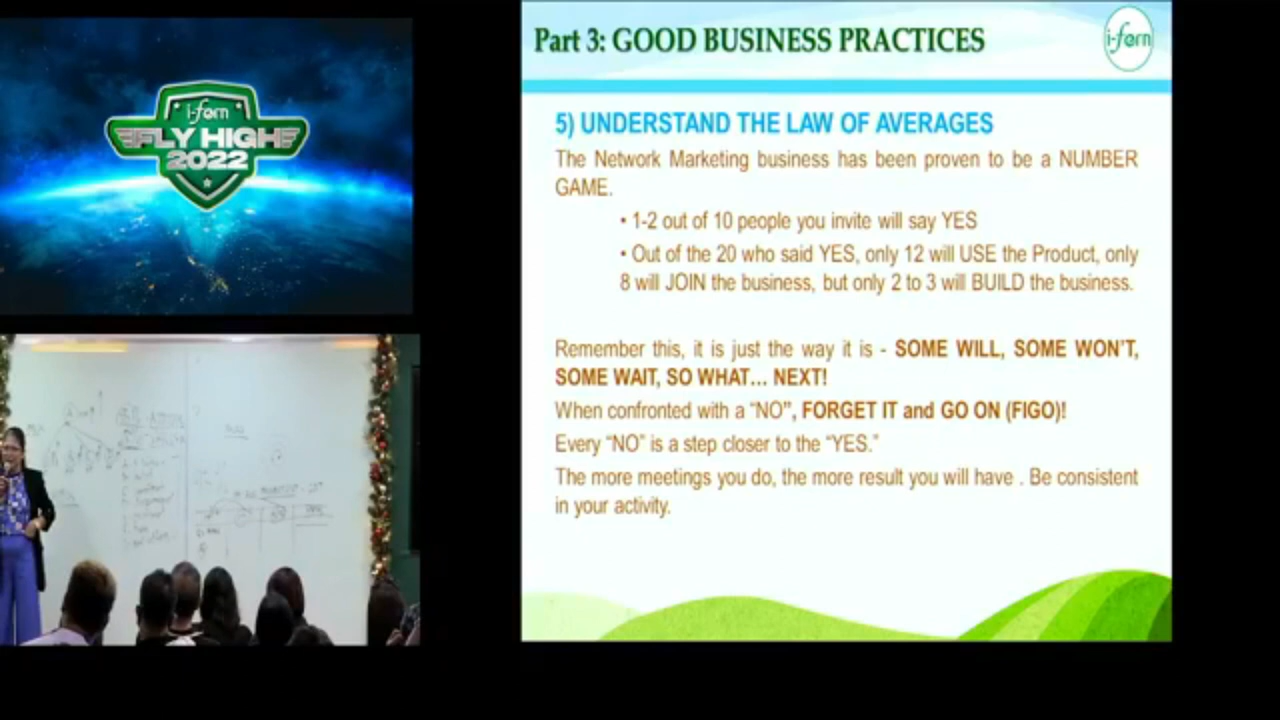 i-fern
FLY HIGH
2022
Part 3: GOOD BUSINESS PRACTICES
i-fern
5) UNDERSTAND THE LAW OF AVERAGES
The Network Marketing business has been proven to be a NUMBER
GAME.
• 1-2 out of 10 people you invite will say YES
• Out of the 20 who said YES, only 12 will USE the Product, only
8 will JOIN the business, but only 2 to 3 will BUILD the business.
Remember this, it is just the way it is - SOME WILL, SOME WON'T,
SOME WAIT, SO WHAT... NEXT!
When confronted with a “NO”, FORGET IT and GO ON (FIGO)!
Every “NO” is a step closer to the “YES.”
The more meetings you do, the more result you will have . Be consistent
in your activity.